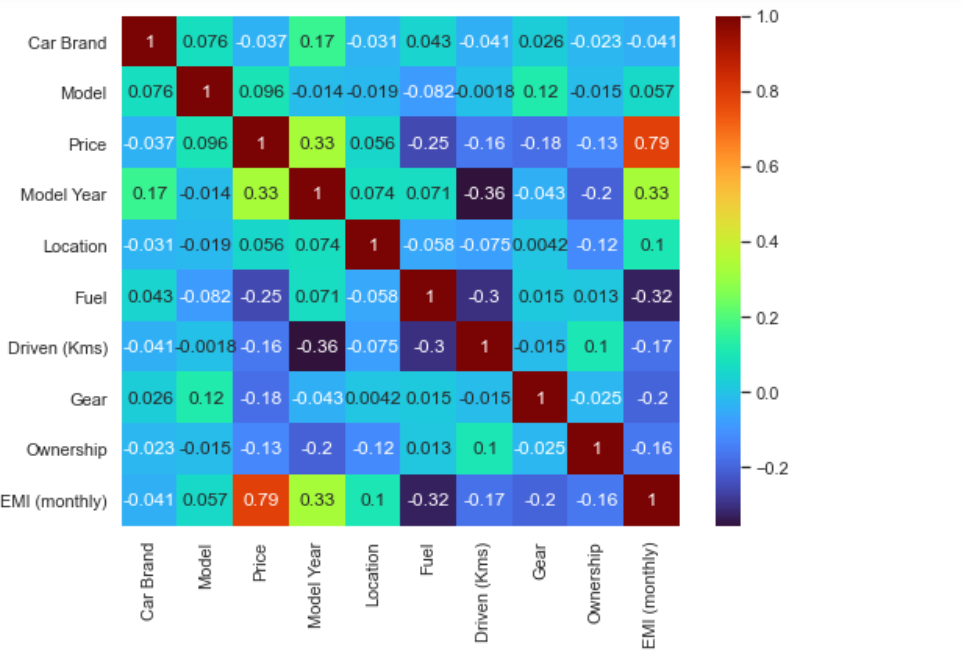 Car Brand 1 0.076 -0.037 0.17 -0.031 0.043 -0.041 0.026 -0.023 -0.041
Model 0.076 1 0.096 -0.014 -0.019 -0.082 -0.0018 0.12 -0.015 0.057
Price -0.037 0.096 1 0.33 0.056 -0.25 -0.16 -0.18 -0.13 0.79
Model Year 0.17 -0.014 0.33 1 0.074 0.071 -0.36 -0.043 -0.2 0.33
Location -0.031 -0.019 0.056 0.074 1 -0.058 -0.075 0.0042 -0.12 0.1
Fuel 0.043 -0.082 -0.25 0.071 -0.058 1 -0.3 0.015 0.013 -0.32
Driven (Kms) -0.041 -0.0018 -0.16 -0.36 -0.075 -0.3 1 -0.015 0.1 -0.17
Gear 0.026 0.12 -0.18 -0.043 0.0042 0.015 -0.015 1 -0.025 -0.2
Ownership -0.023 -0.015 -0.13 -0.2 -0.12 0.013 0.1 -0.025 1 -0.16
EMI (monthly) -0.041 0.057 0.79 0.33 0.1 -0.32 -0.17 -0.2 -0.16 1
Car Brand
Model
Price
Model Year
Location
Fuel
Driven (Kms)
Gear
Ownership
EMI (monthly)
1.0
0.8
0.6
0.4
0.2
0.0
−0.2